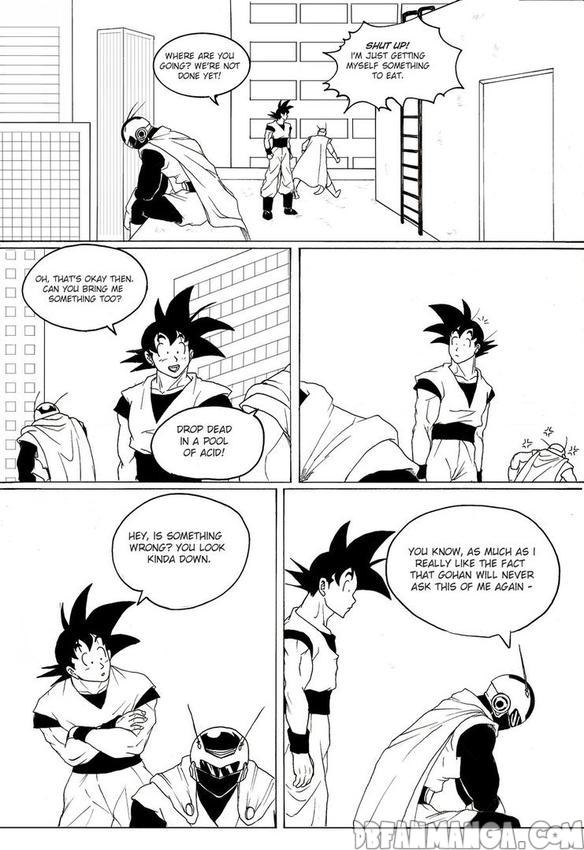 WHERE ARE YOU
GOING? WE'RE NOT
DONE YET!
SHUT UP!
I'M JUST GETTING
MYSELF SOMETHING
TO EAT.
OH, THAT'S OKAY THEN.
CAN YOU BRING ME
SOMETHING TOO?
DROP DEAD
IN A POOL
OF ACID!
HEY, IS SOMETHING
WRONG? YOU LOOK
KINDA DOWN.
YOU KNOW, AS MUCH AS I
REALLY LIKE THE FACT
THAT GOHAN WILL NEVER
ASK THIS OF ME AGAIN -
DBFANMANGA.COM